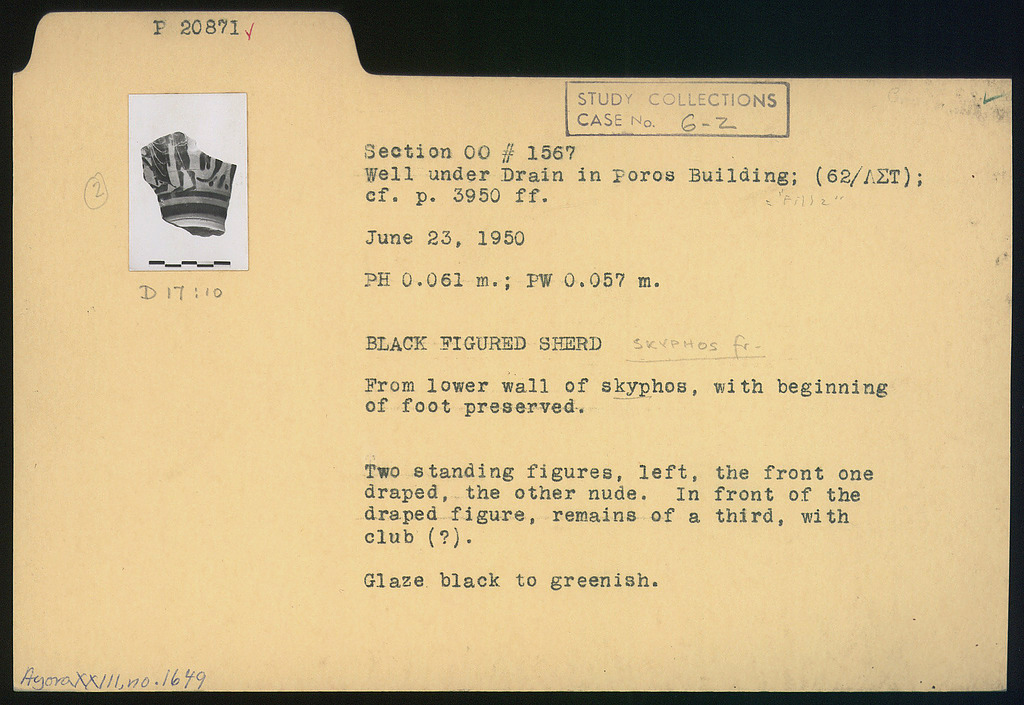 P 20871 ✓
STUDY COLLECTIONS
CASE No. 6-2
Section OO # 1567
Well under Drain in Poros Building; (62/ΛΣΤ);
cf. p. 3950 ff.
= "Fill 2"
June 23, 1950
PH 0.061 m.; PW 0.057 m.
2
D 17:10
BLACK FIGURED SHERD SKYPHOS fr.
From lower wall of skyphos, with beginning
of foot preserved.
Two standing figures, left, the front one
draped, the other nude. In front of the
draped figure, remains of a third, with
club (?).
Glaze black to greenish.
Agora XXIII, no. 1649